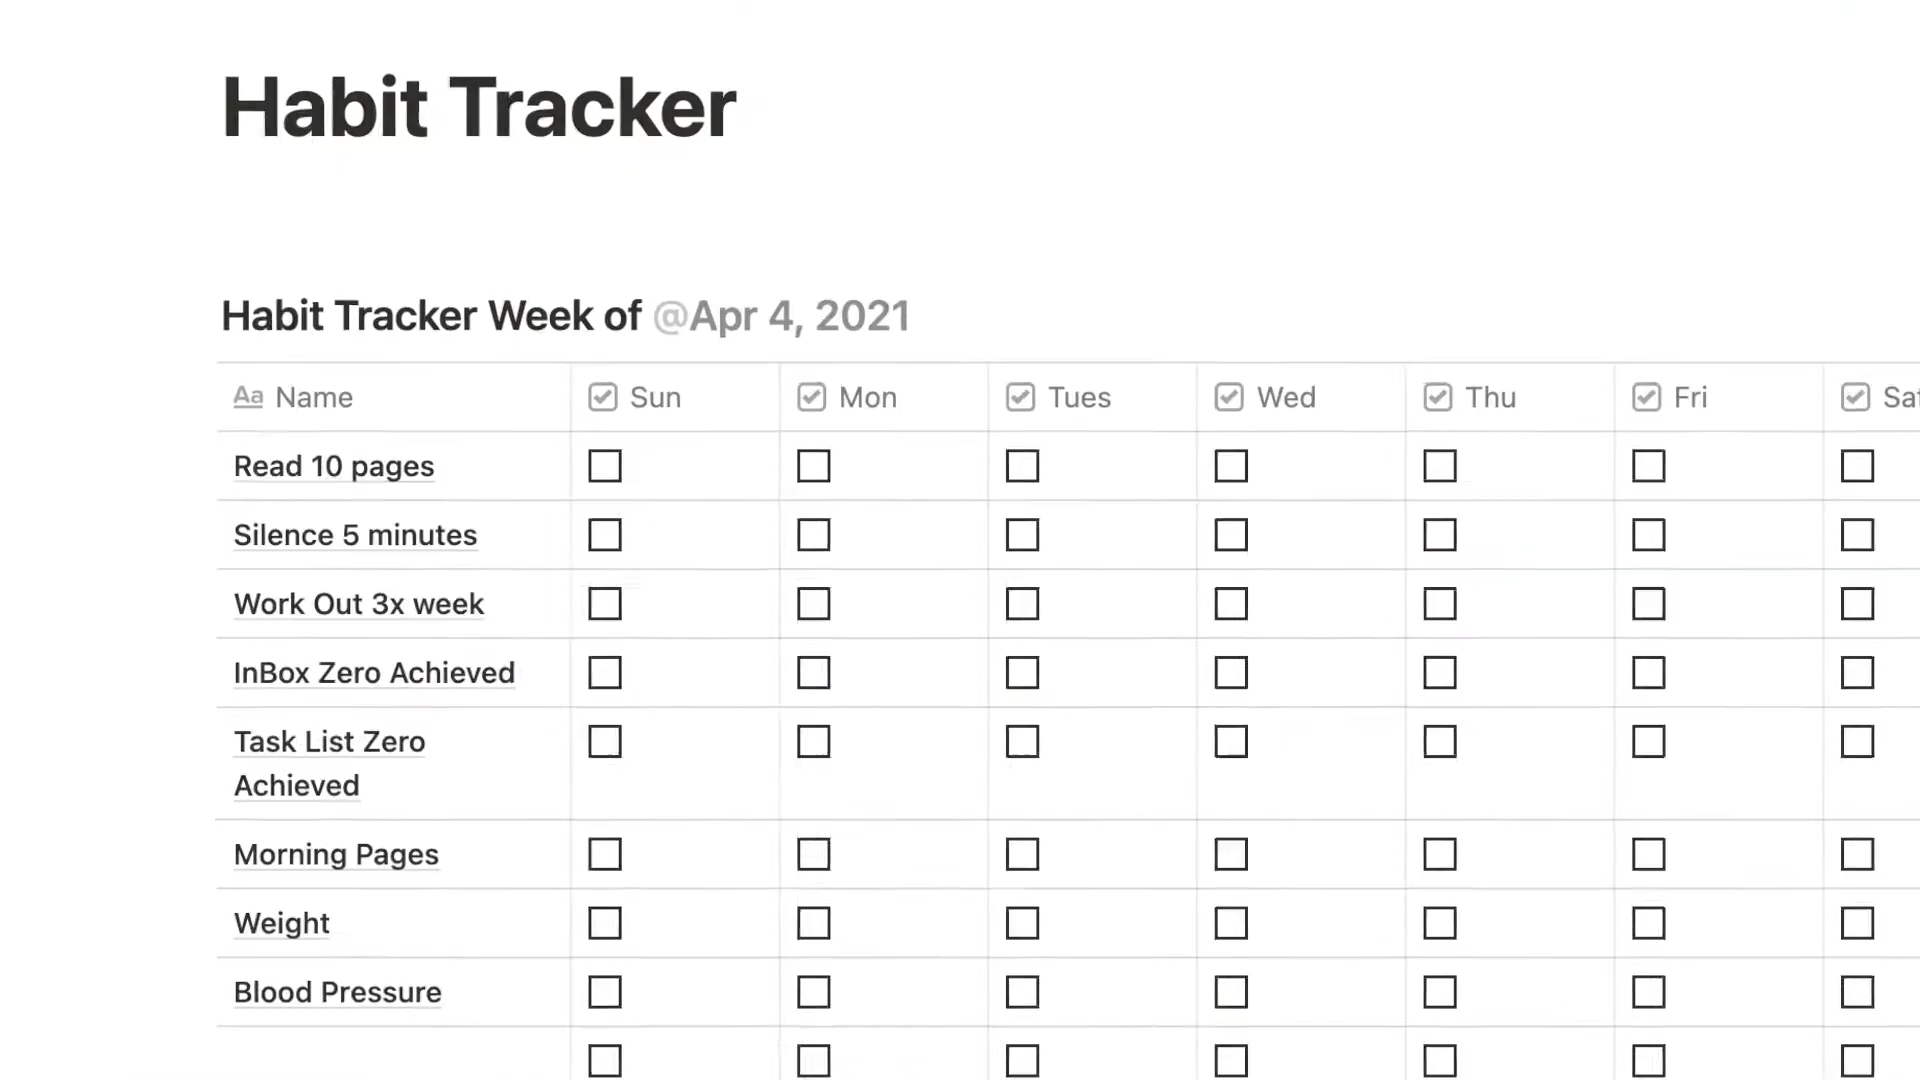 Habit Tracker
Habit Tracker Week of @Apr 4, 2021
Aa Name Sun Mon Tues Wed Thu Fri Sat
Read 10 pages
Silence 5 minutes
Work Out 3x week
InBox Zero Achieved
Task List Zero
Achieved
Morning Pages
Weight
Blood Pressure